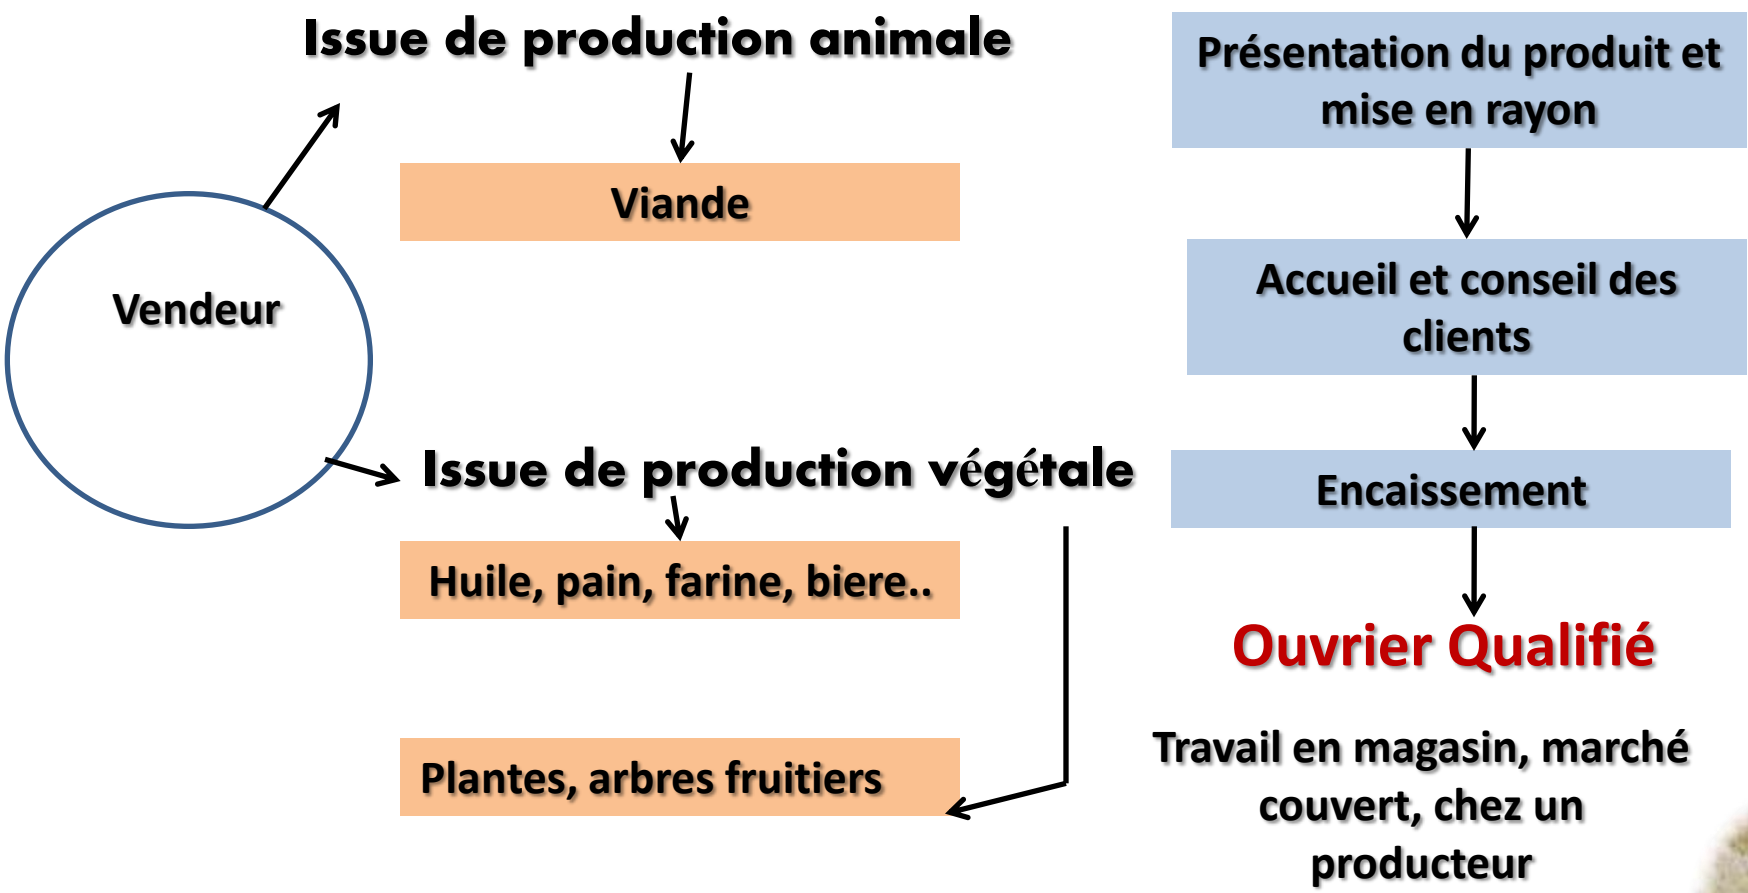 Issue de production animale
Viande
Vendeur
Issue de production végétale
Huile, pain, farine, biere..
Plantes, arbres fruitiers
Présentation du produit et
mise en rayon
Accueil et conseil des
clients
Encaissement
Ouvrier Qualifié
Travail en magasin, marché
couvert, chez un
producteur